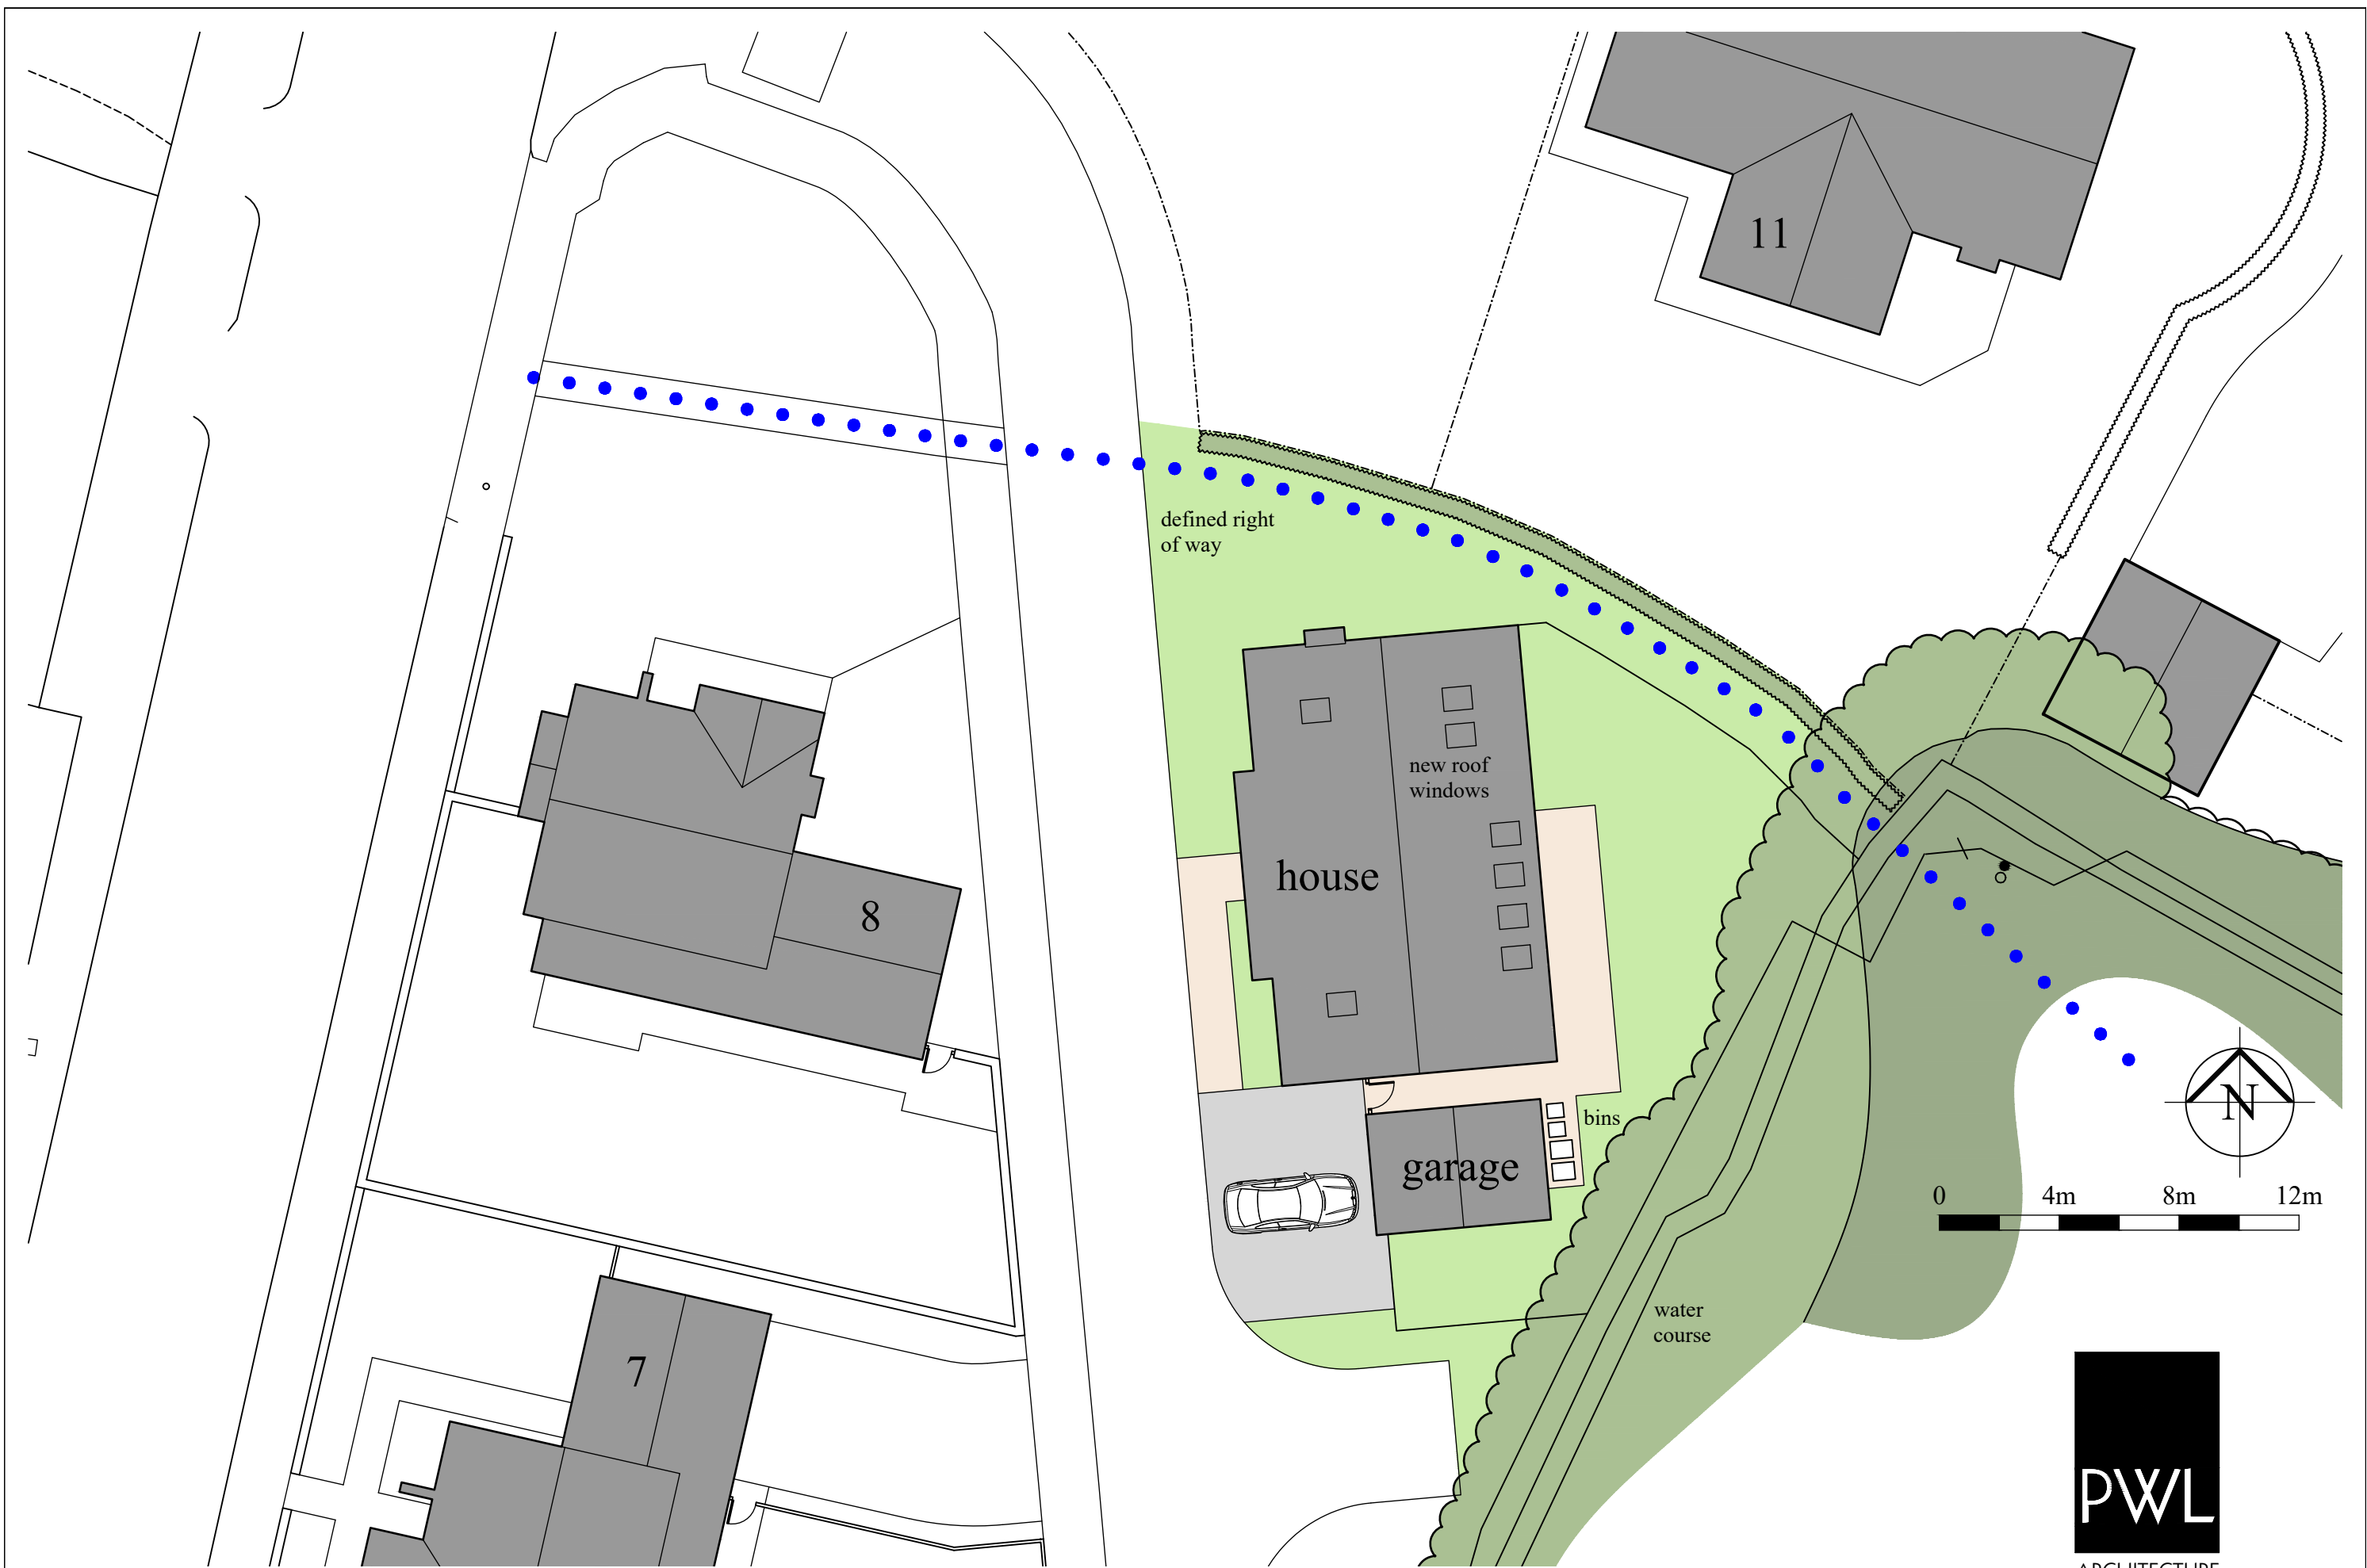 11
defined right
of way
new roof
windows
house
8
bins
garage
N
0 4m 8m 12m
water
course
7
PWL
ARCHITECTURE